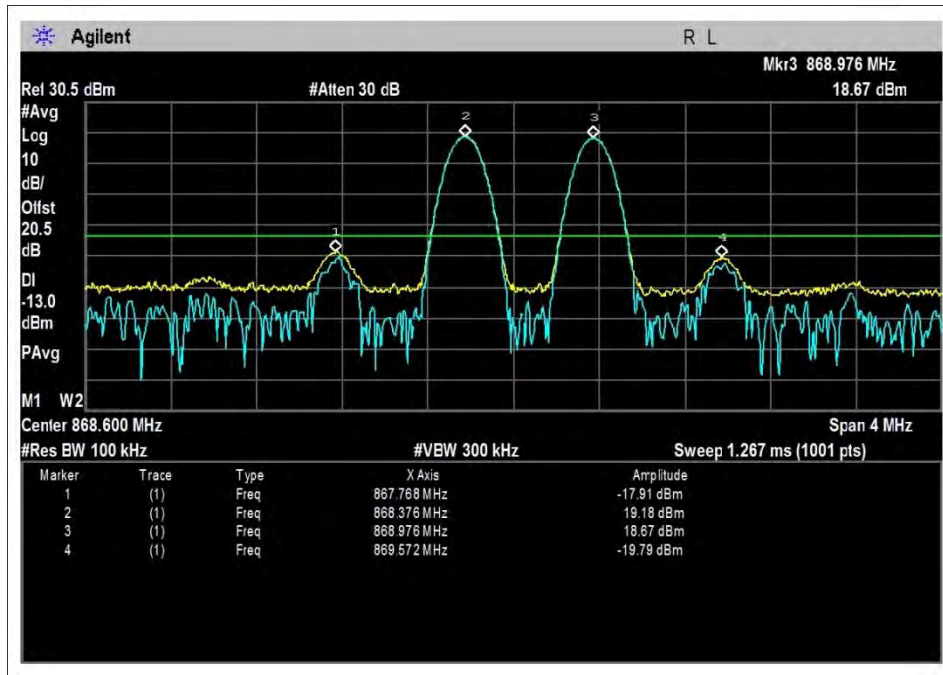 Agilent R L
Mkr3 868.976 MHz
Ref 30.5 dBm #Atten 30 dB 18.67 dBm
#Avg
Log
10
dB/
Offst
20.5
dB
DI
-13.0
dBm
PAvg
M1 W2
1
2
3
4
Center 868.600 MHz Span 4 MHz
#Res BW 100 kHz #VBW 300 kHz Sweep 1.267 ms (1001 pts)
Marker Trace Type X Axis Amplitude
1 (1) Freq 867.768 MHz -17.91 dBm
2 (1) Freq 868.376 MHz 19.18 dBm
3 (1) Freq 868.976 MHz 18.67 dBm
4 (1) Freq 869.572 MHz -19.79 dBm